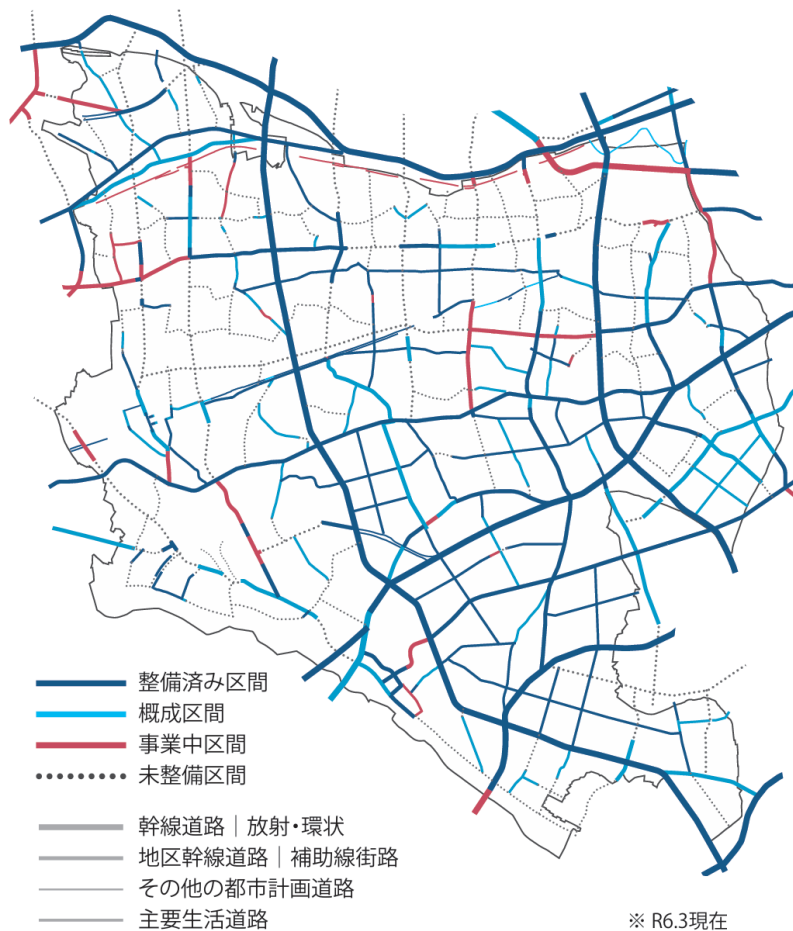 整備済み区間
概成区間
事業中区間
未整備区間
幹線道路｜放射・環状
地区幹線道路｜補助線街路
その他の都市計画道路
主要生活道路
※ R6.3現在